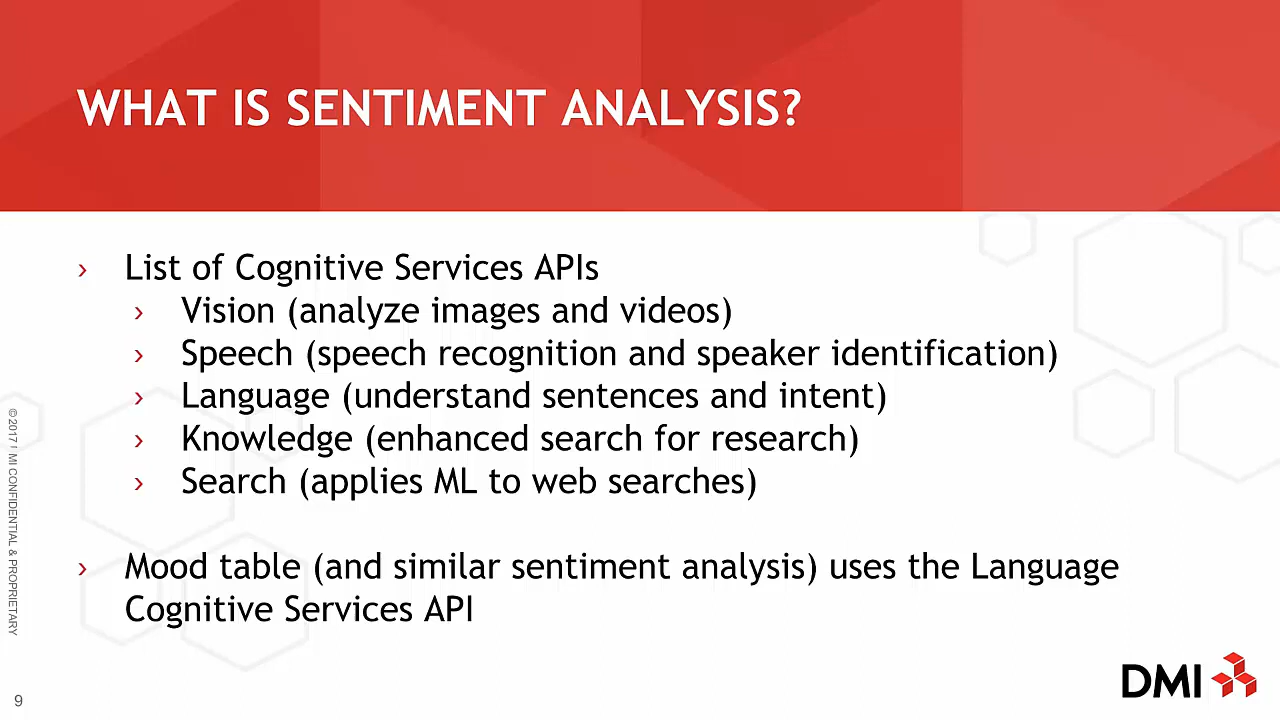 WHAT IS SENTIMENT ANALYSIS?
› List of Cognitive Services APIs
› Vision (analyze images and videos)
› Speech (speech recognition and speaker identification)
› Language (understand sentences and intent)
› Knowledge (enhanced search for research)
› Search (applies ML to web searches)
› Mood table (and similar sentiment analysis) uses the Language
Cognitive Services API
© 2017 MI CONFIDENTIAL & PROPRIETARY
9
DMI